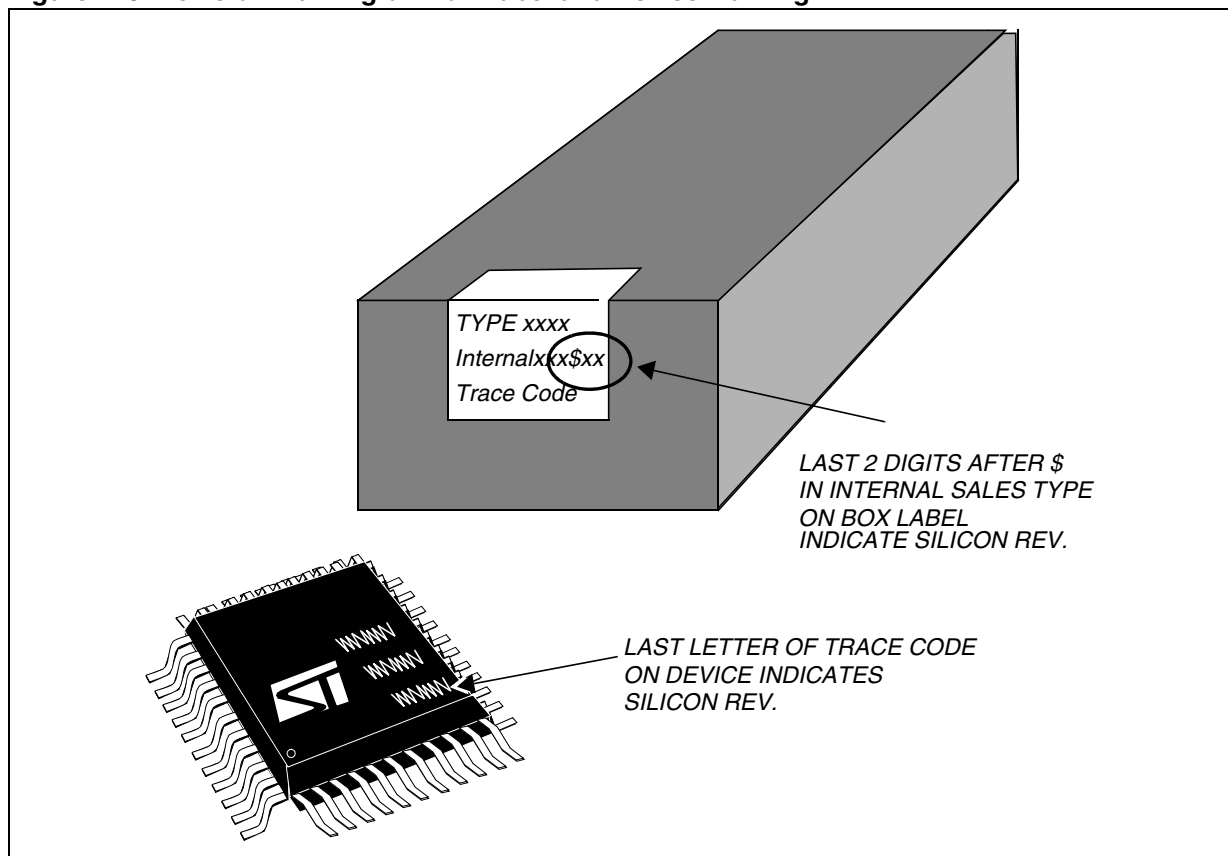 TYPE xxxx
Internalxxx$xx
Trace Code
LAST 2 DIGITS AFTER $
IN INTERNAL SALES TYPE
ON BOX LABEL
INDICATE SILICON REV.
LAST LETTER OF TRACE CODE
ON DEVICE INDICATES
SILICON REV.
ST